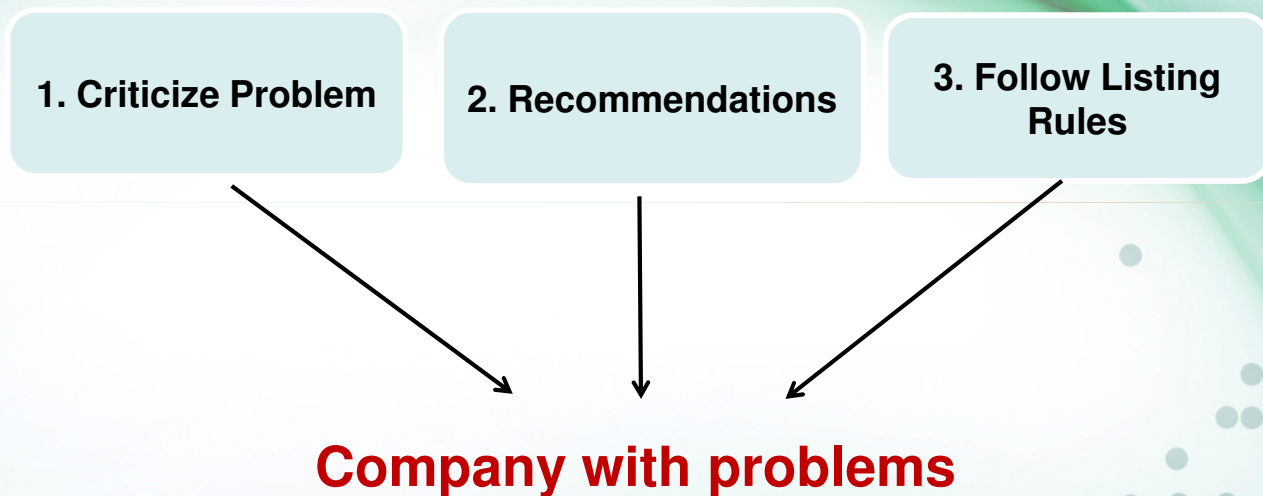 1. Criticize Problem
2. Recommendations
3. Follow Listing
Rules
Company with problems